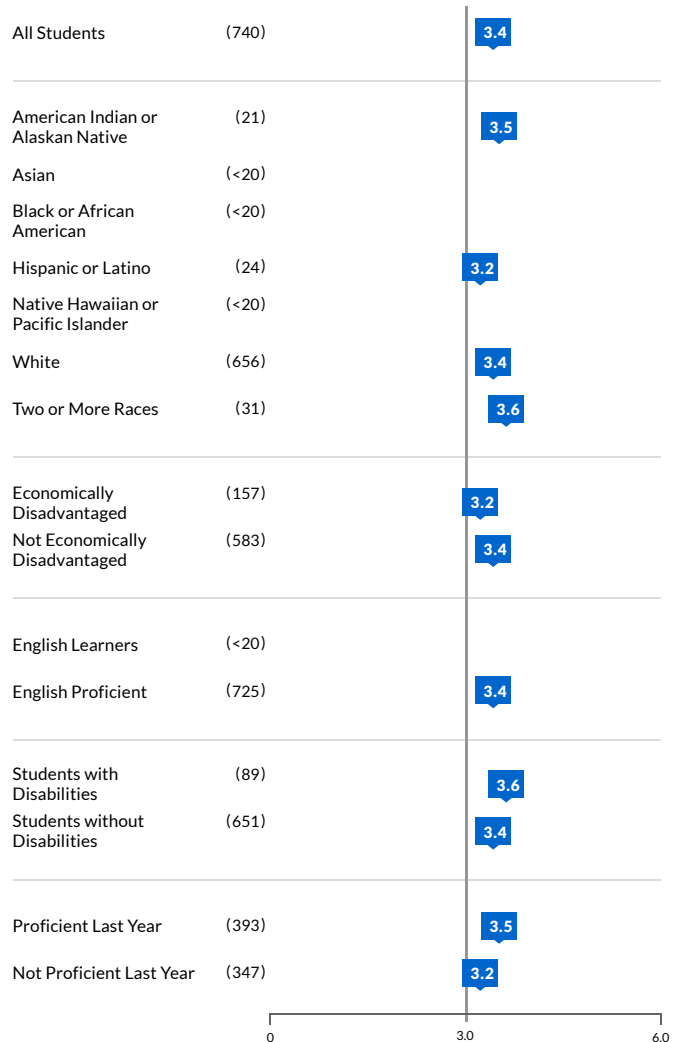 All Students (740) 3.4
American Indian or (21) 3.5
Alaskan Native
Asian (<20)
Black or African (<20)
American
Hispanic or Latino (24) 3.2
Native Hawaiian or (<20)
Pacific Islander
White (656) 3.4
Two or More Races (31) 3.6
Economically (157) 3.2
Disadvantaged
Not Economically (583) 3.4
Disadvantaged
English Learners (<20)
English Proficient (725) 3.4
Students with (89) 3.6
Disabilities
Students without (651) 3.4
Disabilities
Proficient Last Year (393) 3.5
Not Proficient Last Year (347) 3.2
0 3.0 6.0